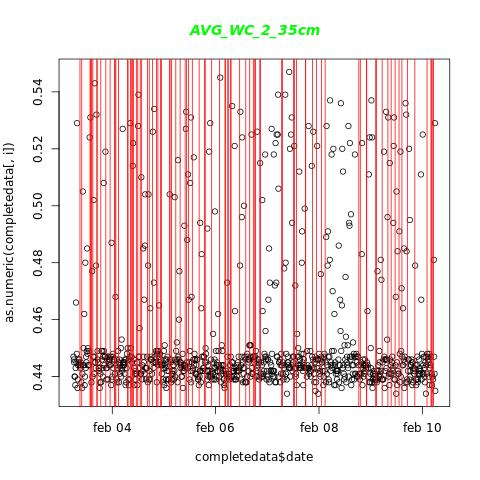 AVG_WC_2_35cm
as.numeric(completedata[, i])
0.54
0.52
0.50
0.48
0.46
0.44
feb 04 feb 06 feb 08 feb 10
completedata$date